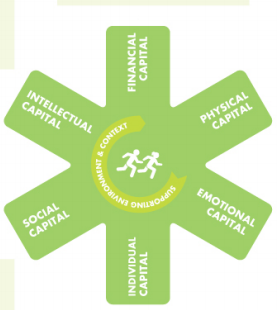 FINANCIAL
CAPITAL
PHYSICAL
CAPITAL
EMOTIONAL
CAPITAL
INDIVIDUAL
CAPITAL
SOCIAL
CAPITAL
INTELLECTUAL
CAPITAL
SUPPORTING ENVIRONMENT & CONTEXT